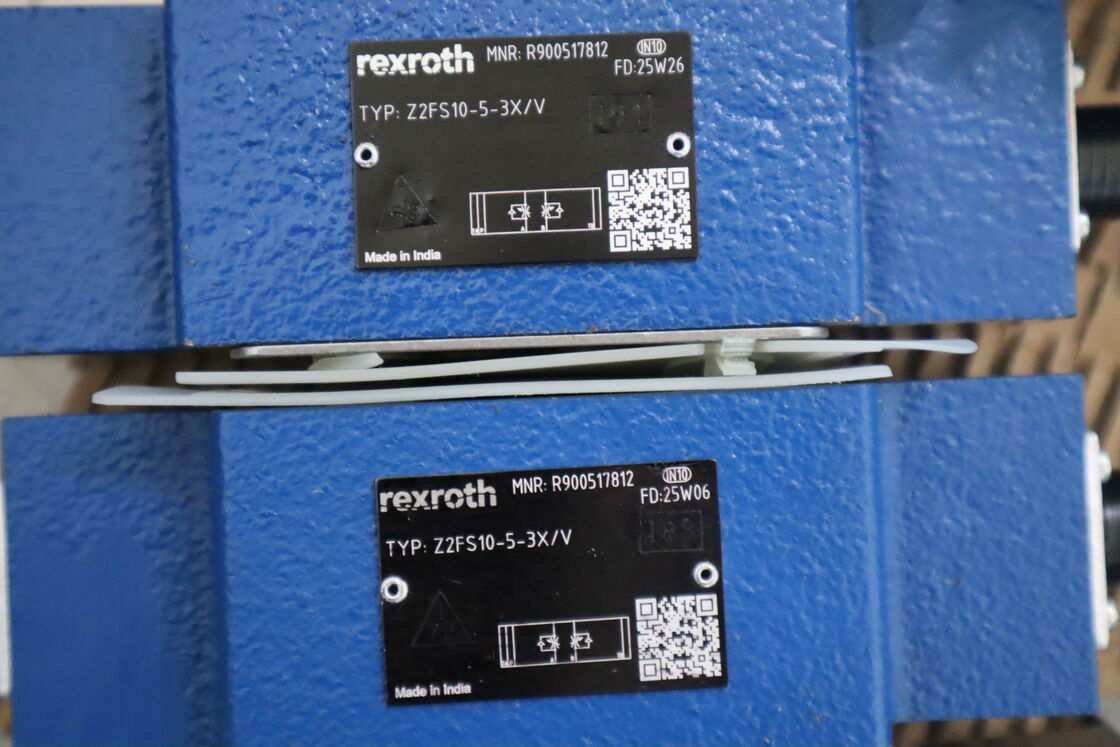 rexroth MNR: R900517812 IN10
FD:25W26
TYP: Z2FS10-5-3X/V
Made in India
rexroth MNR: R900517812 IN10
FD:25W06
TYP: Z2FS10-5-3X/V
Made in India